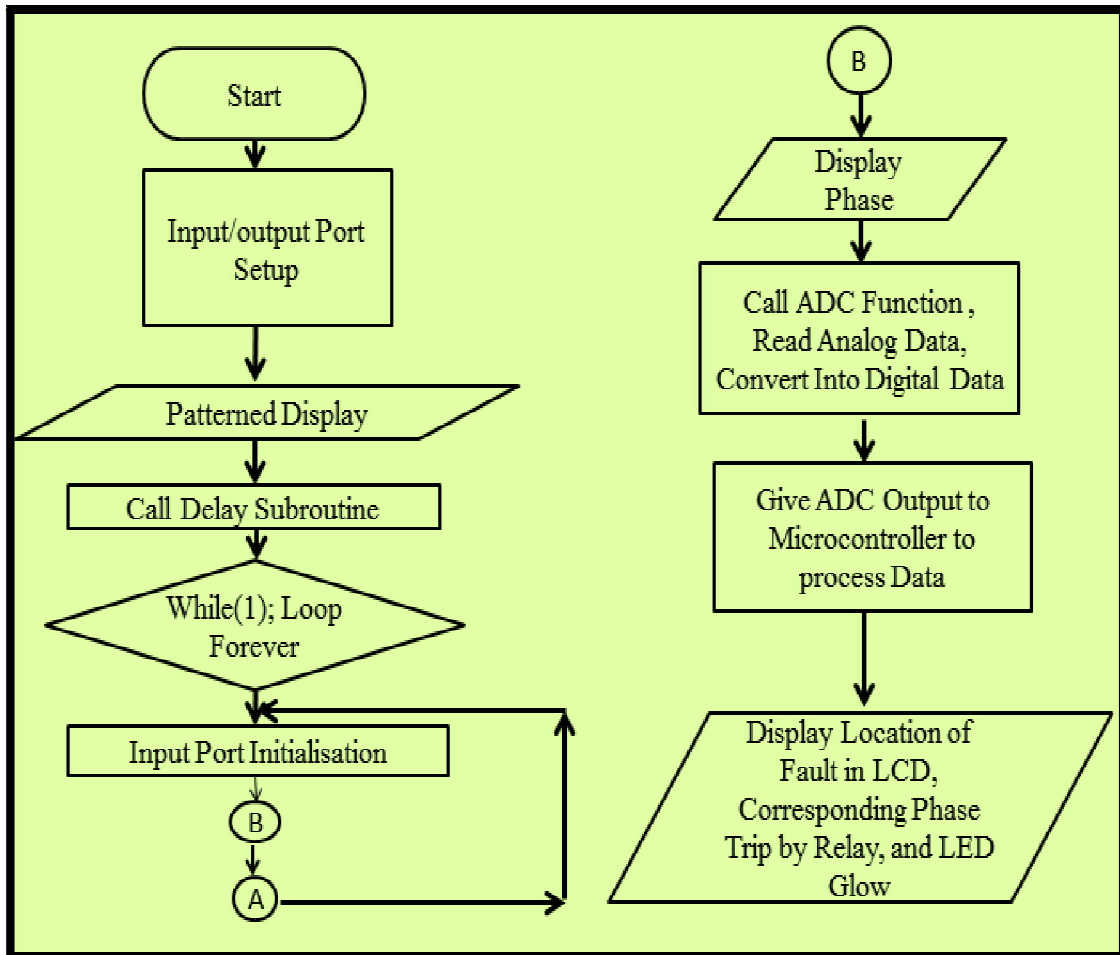 Start
Input/output Port
Setup
Patterned Display
Call Delay Subroutine
While(1); Loop
Forever
Input Port Initialisation
B
A
B
Display
Phase
Call ADC Function ,
Read Analog Data,
Convert Into Digital Data
Give ADC Output to
Microcontroller to
process Data
Display Location of
Fault in LCD,
Corresponding Phase
Trip by Relay, and LED
Glow